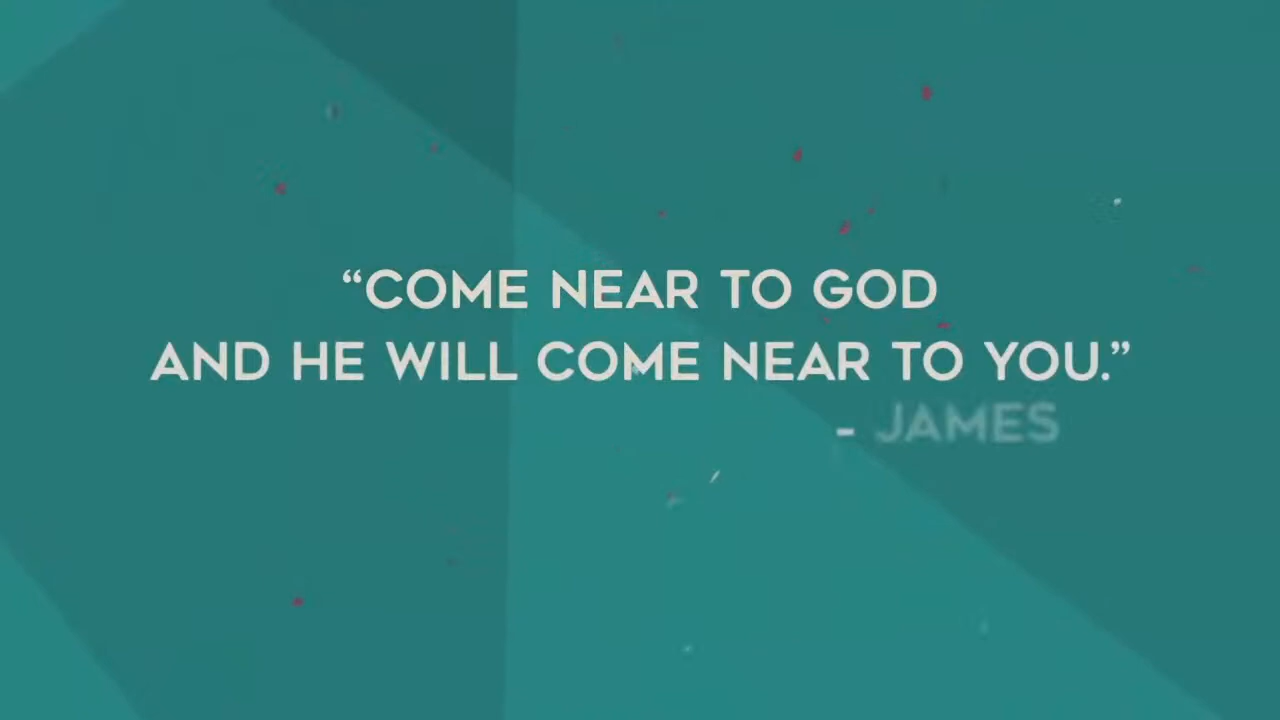 “COME NEAR TO GOD
AND HE WILL COME NEAR TO YOU.”
- JAMES